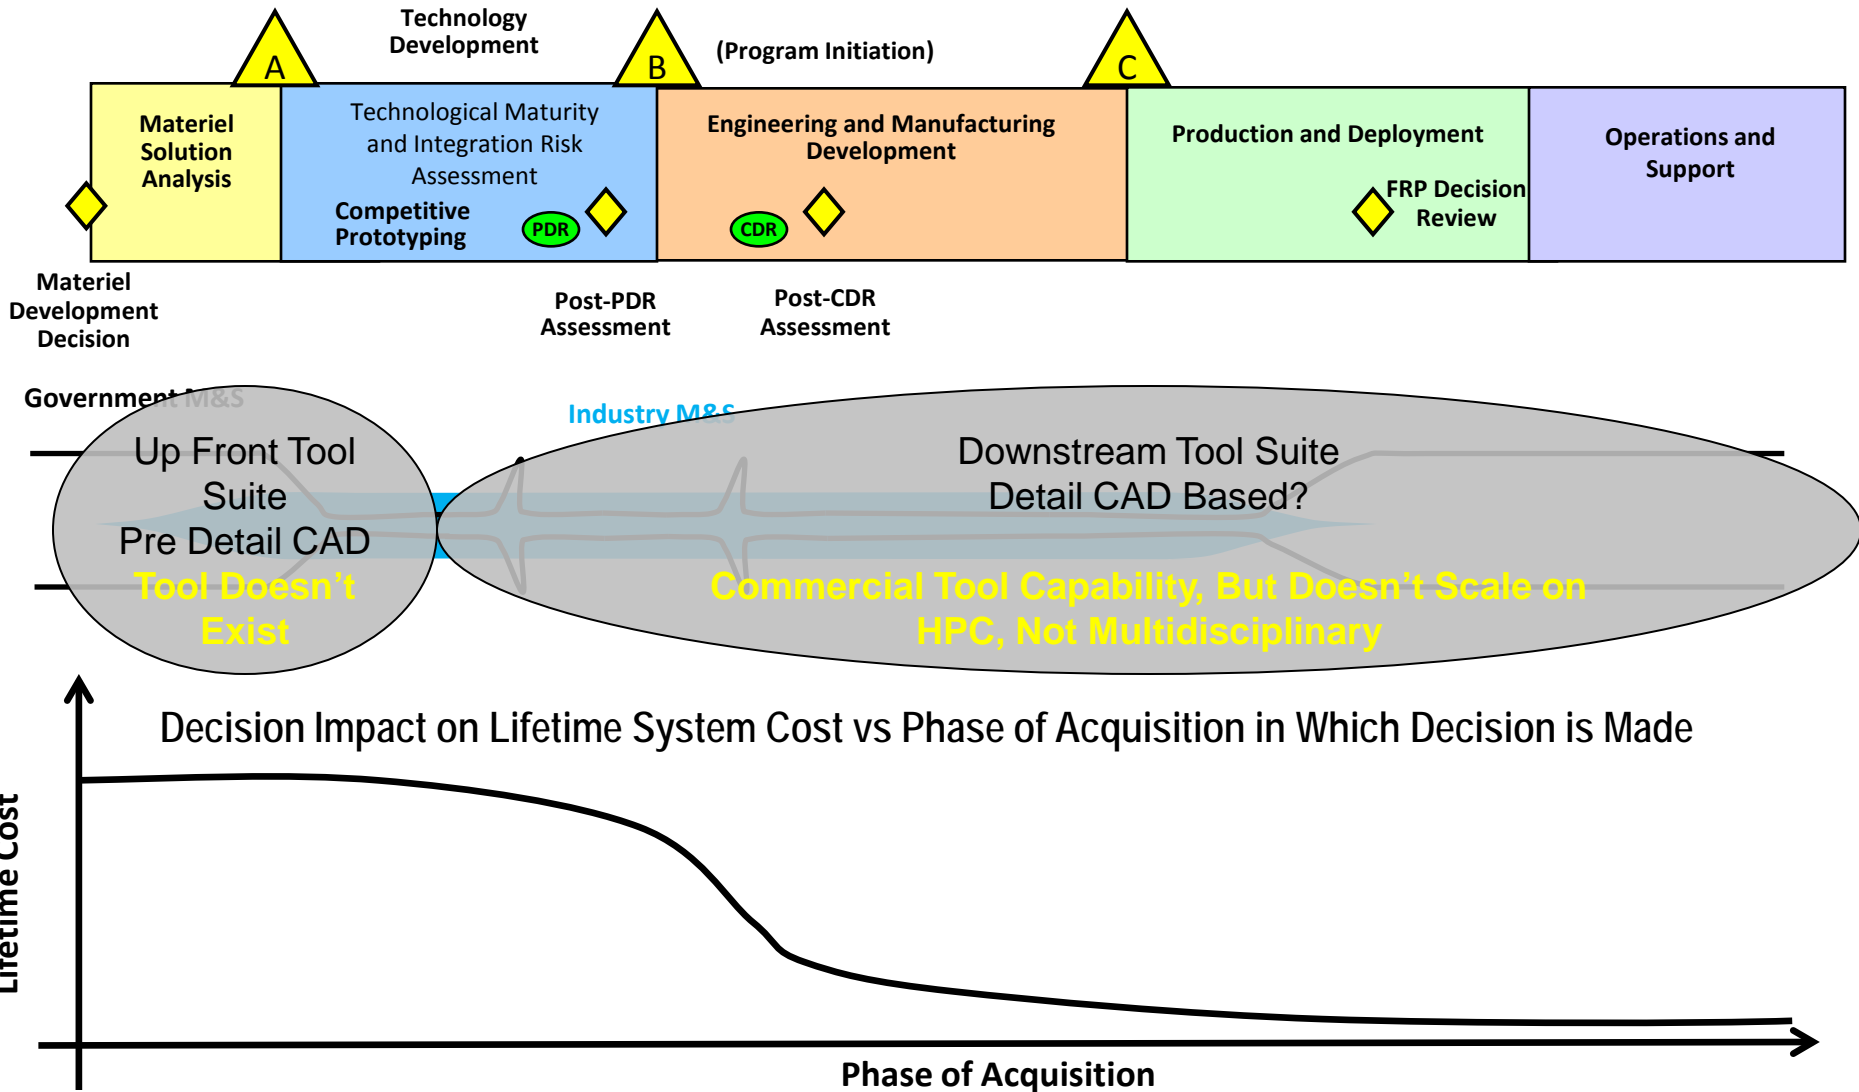 Technology
Development
(Program Initiation)
A
B
C
Materiel
Solution
Analysis
Technological Maturity
and Integration Risk
Assessment
Competitive
Prototyping
PDR
Engineering and Manufacturing
Development
CDR
Production and Deployment
FRP Decision
Review
Operations and
Support
Materiel
Development
Decision
Post-PDR
Assessment
Post-CDR
Assessment
Government M&S
Industry M&S
Up Front Tool
Suite
Pre Detail CAD
Tool Doesn't
Exist
Downstream Tool Suite
Detail CAD Based?
Commercial Tool Capability, But Doesn't Scale on
HPC, Not Multidisciplinary
Decision Impact on Lifetime System Cost vs Phase of Acquisition in Which Decision is Made
Lifetime Cost
Phase of Acquisition